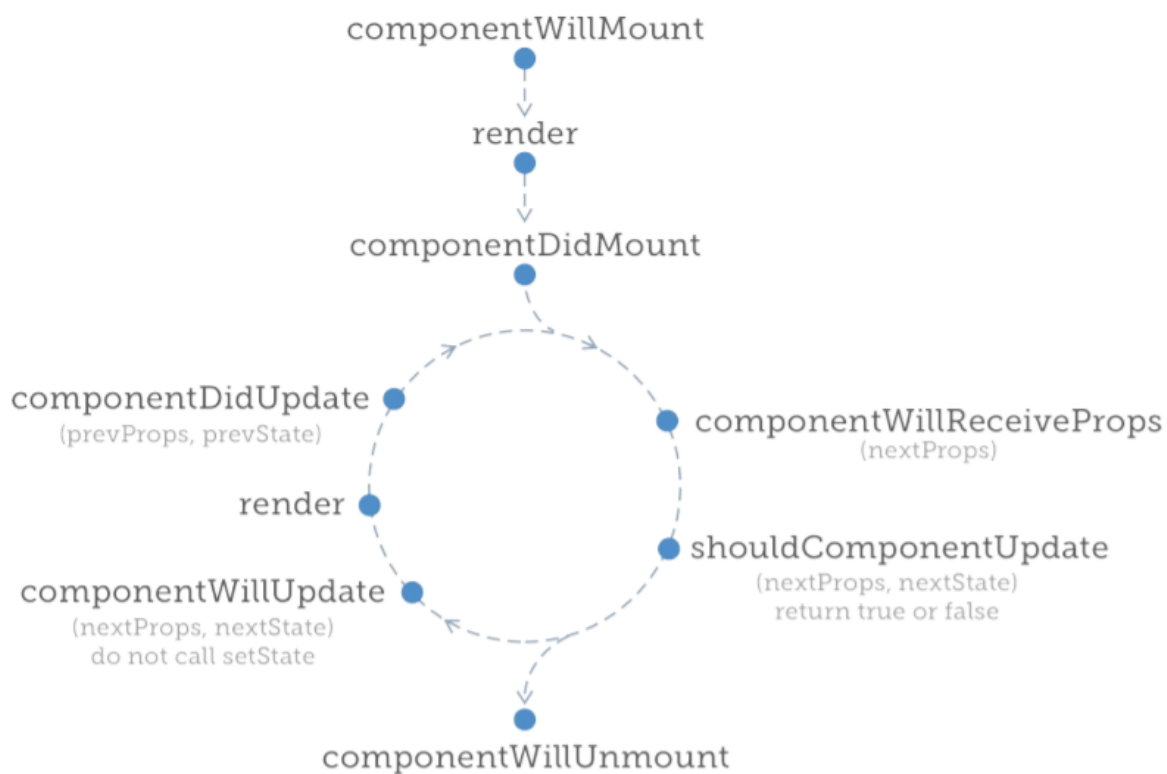 componentWillMount
render
componentDidMount
componentDidUpdate
(prevProps, prevState)
componentWillReceiveProps
(nextProps)
render
shouldComponentUpdate
(nextProps, nextState)
return true or false
componentWillUpdate
(nextProps, nextState)
do not call setState
componentWillUnmount